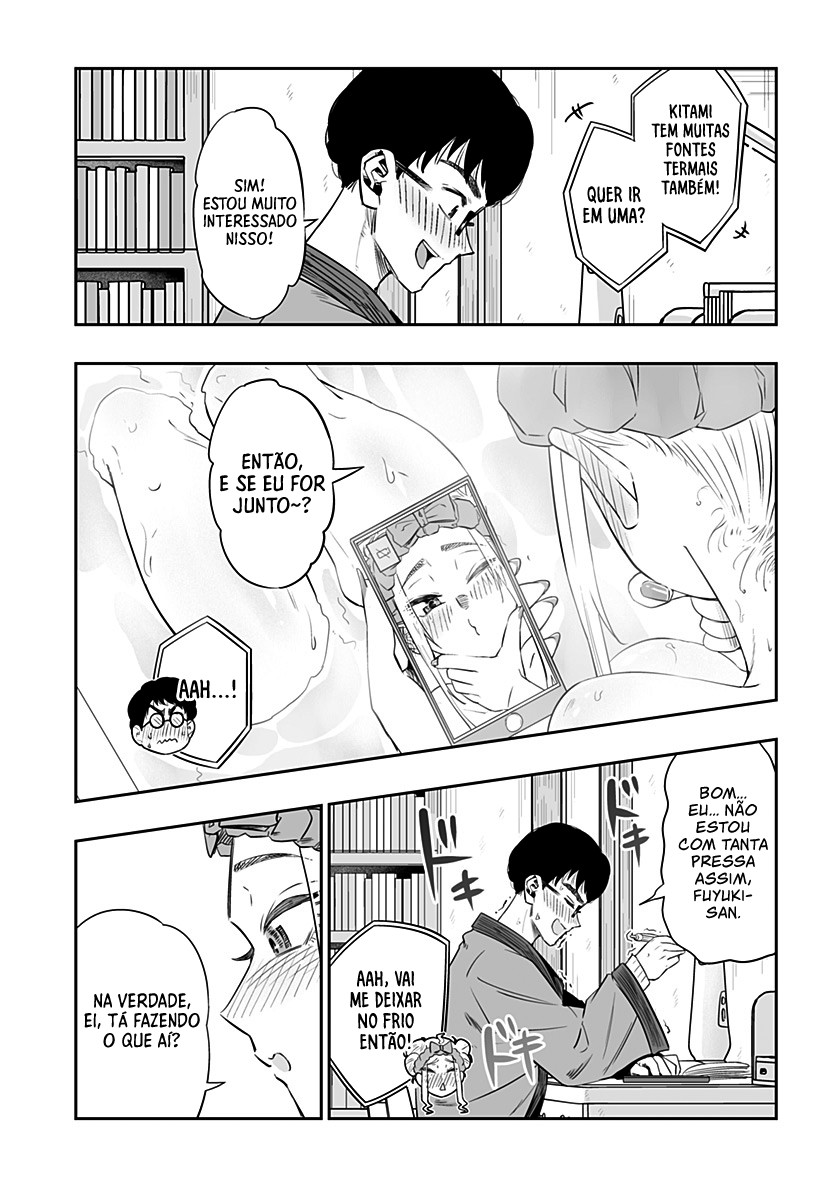 KITAMI
TEM MUITAS
FONTES
TERMAIS
TAMBÉM!
QUER IR
EM UMA?
SIM!
ESTOU MUITO
INTERESSADO
NISSO!
ENTÃO,
E SE EU FOR
JUNTO~?
AAH...!
BOM...
EU... NÃO
ESTOU
COM TANTA
PRESSA
ASSIM,
FUYUKI-
SAN.
ドキ
ドキ
ドキ
AAH, VAI
ME DEIXAR
NO FRIO
ENTÃO!
NA VERDADE,
EI, TÁ FAZENDO
O QUE AÍ?